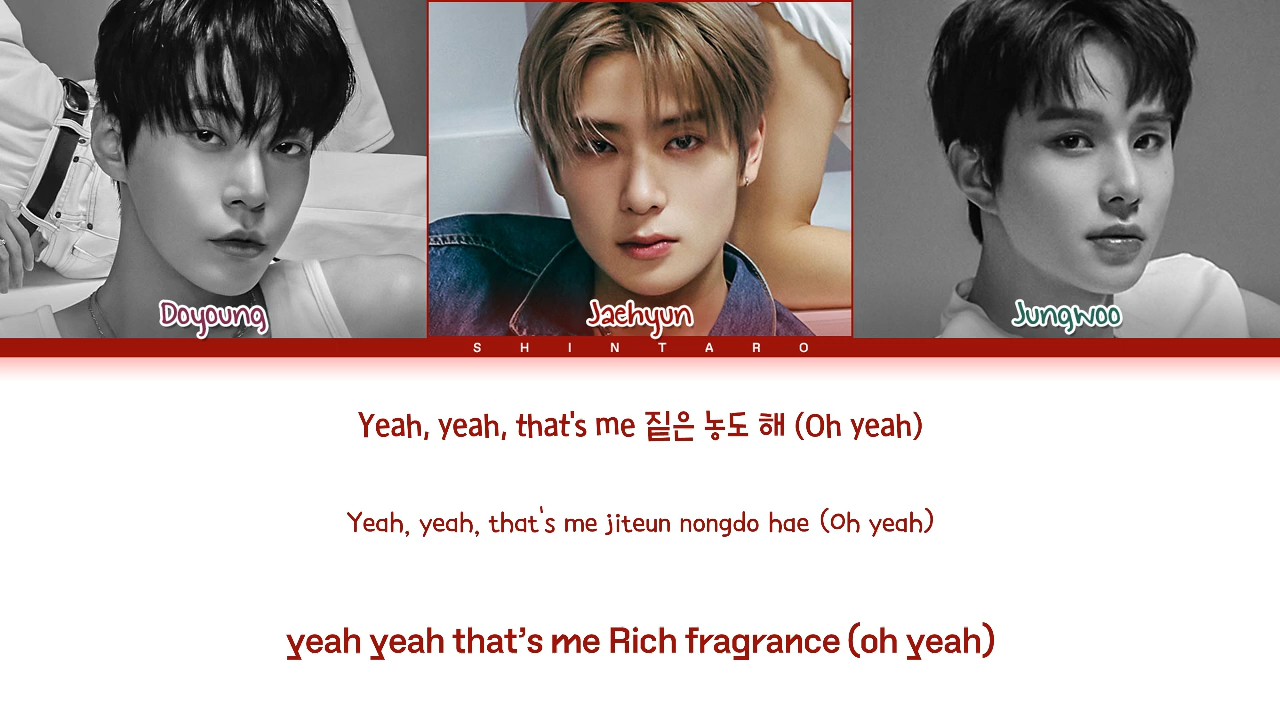 Doyoung
Jaehyun
Jungwoo
SHINTARO
Yeah, yeah, that's me 짙은 농도 해 (Oh yeah)
Yeah, yeah, that's me jiteun nongdo hae (Oh yeah)
yeah yeah that's me Rich fragrance (oh yeah)